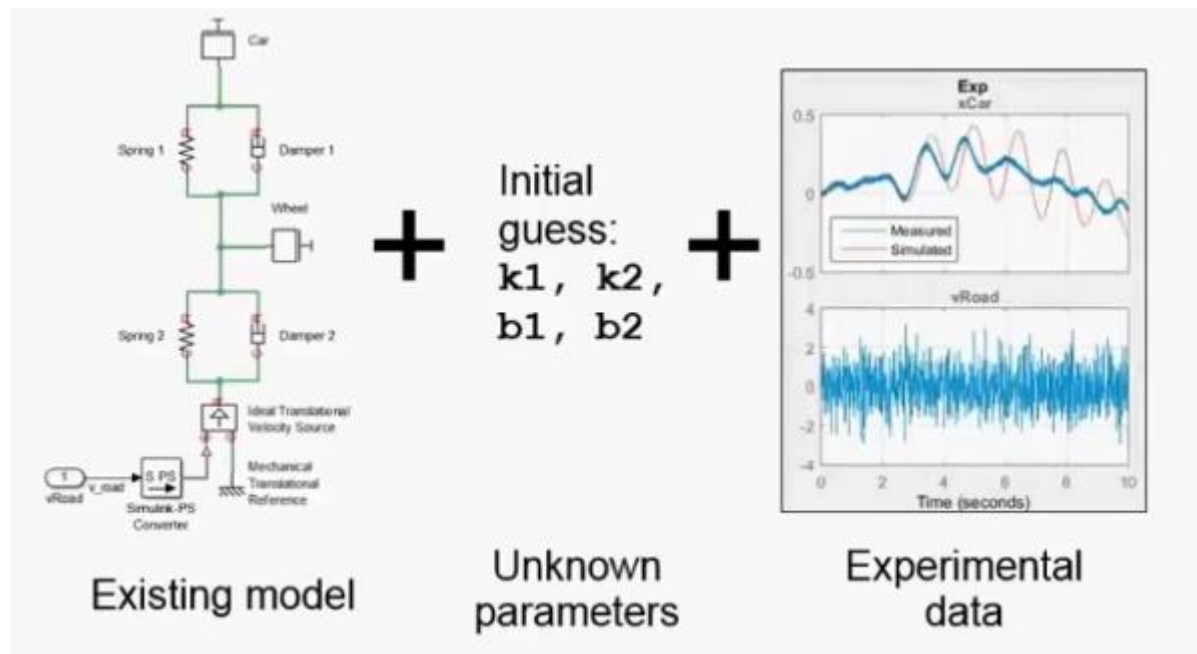 Car
Spring 1
Damper 1
Wheel
Spring 2
Damper 2
Ideal Translational
Velocity Source
Mechanical
Translational
Reference
1
vRoad
v_road
S PS
Simulink-PS
Converter
Existing model
+
Initial
guess:
k1, k2,
b1, b2
Unknown
parameters
+
Exp
xCar
0.5
0
-0.5
Measured
Simulated
vRoad
4
2
0
-2
-4
0 2 4 6 8 10
Time (seconds)
Experimental
data